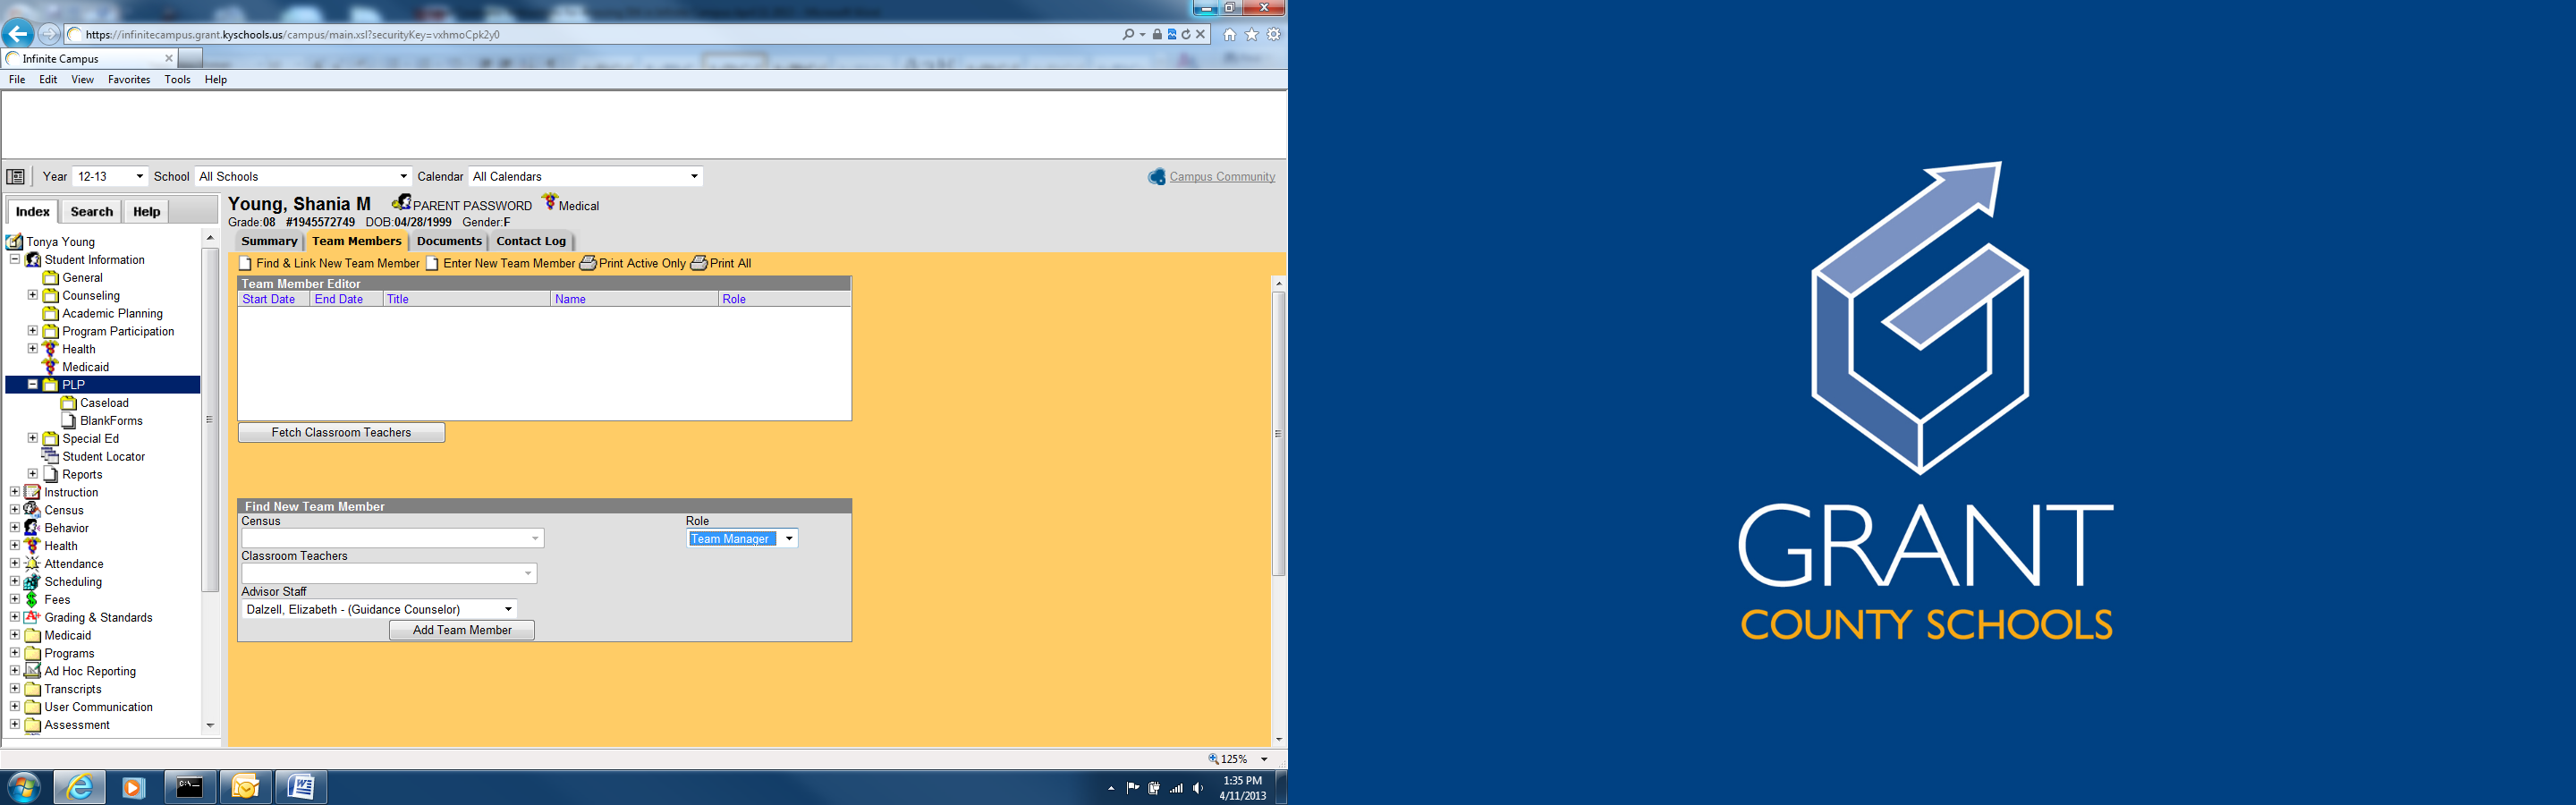 https://infinitecampus.grant.kyschools.us/campus/main.xsl?securityKey=vxhmoCpk2y0
Infinite Campus
File Edit View Favorites Tools Help
Year 12-13 School All Schools Calendar All Calendars Campus Community
Index Search Help
Young, Shania M PARENT PASSWORD Medical
Grade:08 #1945572749 DOB:04/28/1999 Gender:F
Summary Team Members Documents Contact Log
Find & Link New Team Member Enter New Team Member Print Active Only Print All
Team Member Editor
Start Date End Date Title Name Role
Fetch Classroom Teachers
Find New Team Member
Census Role
Team Manager
Classroom Teachers
Advisor Staff
Dalzell, Elizabeth - (Guidance Counselor)
Add Team Member
Tonya Young
Student Information
General
Counseling
Academic Planning
Program Participation
Health
Medicaid
PLP
Caseload
BlankForms
Special Ed
Student Locator
Reports
Instruction
Census
Behavior
Health
Attendance
Scheduling
Fees
Grading & Standards
Medicaid
Programs
Ad Hoc Reporting
Transcripts
User Communication
Assessment
125%
1:35 PM
4/11/2013
GRANT
COUNTY SCHOOLS